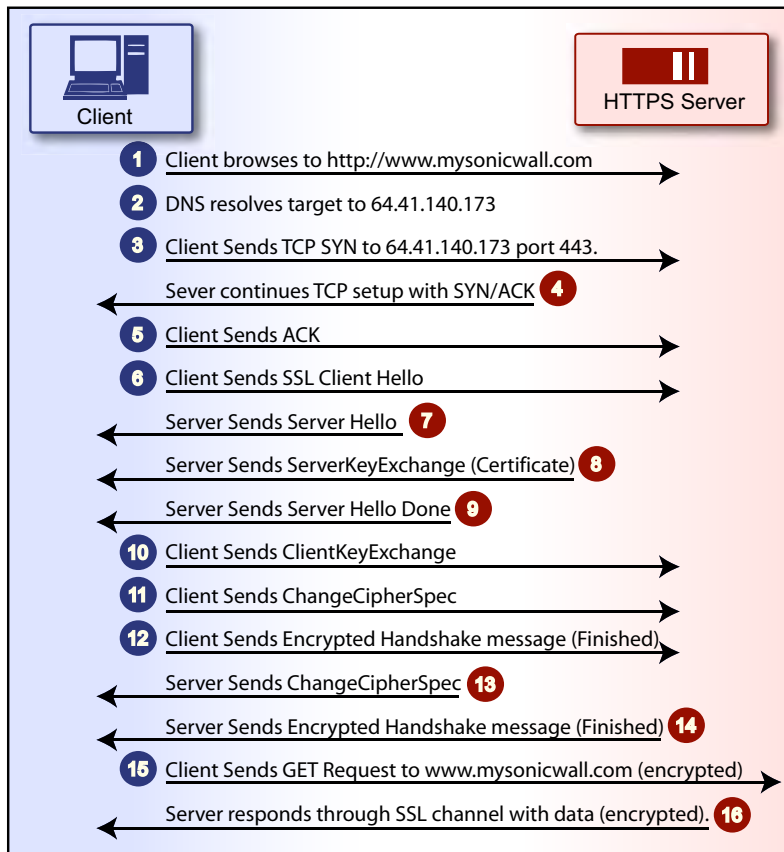 Client
HTTPS Server
1 Client browses to http://www.mysonicwall.com
2 DNS resolves target to 64.41.140.173
3 Client Sends TCP SYN to 64.41.140.173 port 443.
Sever continues TCP setup with SYN/ACK 4
5 Client Sends ACK
6 Client Sends SSL Client Hello
Server Sends Server Hello 7
Server Sends ServerKeyExchange (Certificate) 8
Server Sends Server Hello Done 9
10 Client Sends ClientKeyExchange
11 Client Sends ChangeCipherSpec
12 Client Sends Encrypted Handshake message (Finished)
Server Sends ChangeCipherSpec 13
Server Sends Encrypted Handshake message (Finished) 14
15 Client Sends GET Request to www.mysonicwall.com (encrypted)
Server responds through SSL channel with data (encrypted). 16